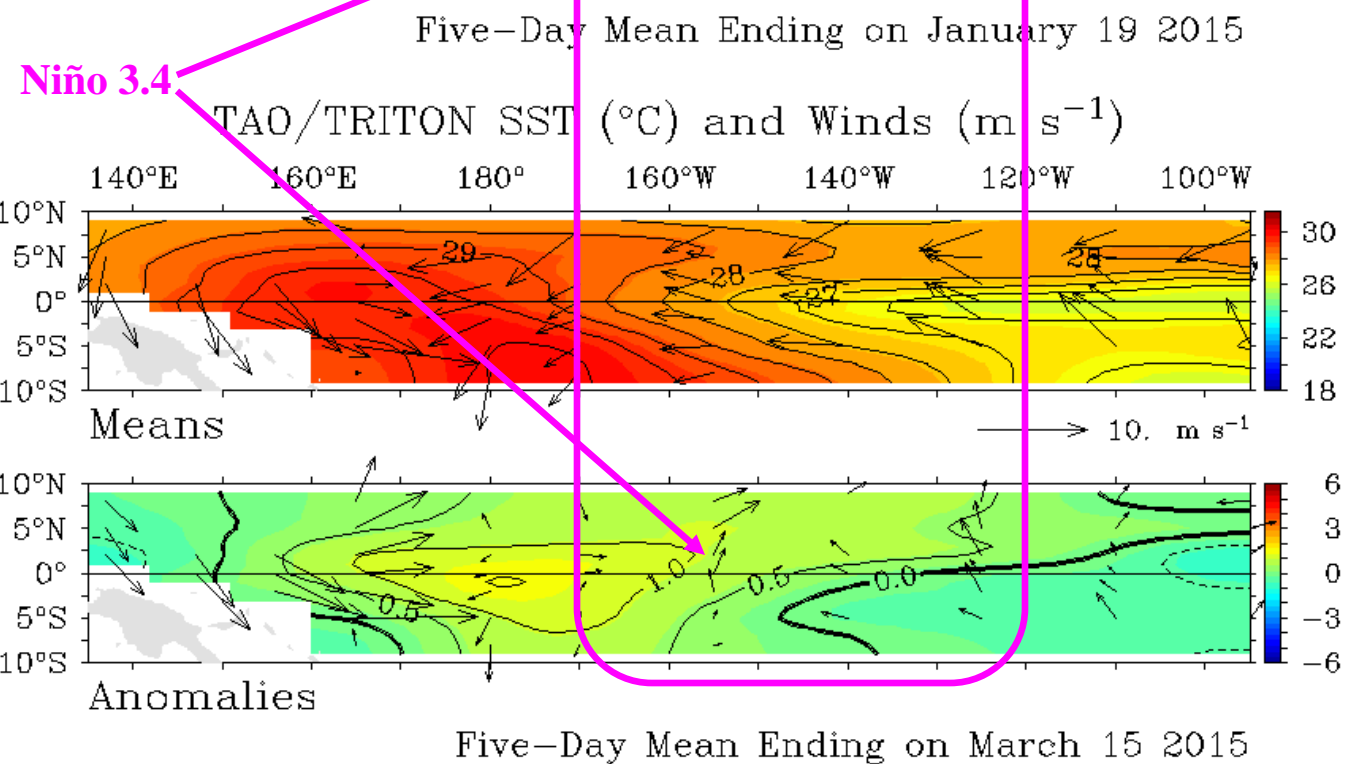 Five-Day Mean Ending on January 19 2015
Niño 3.4
TAO/TRITON SST (°C) and Winds (m s⁻¹)
140°E 160°E 180° 160°W 140°W 120°W 100°W
10°N
5°N
0°
5°S
10°S
29
28
27
28
30
26
22
18
Means
10. m s⁻¹
10°N
5°N
0°
5°S
10°S
0.5
1.0
0.5
0.0
6
3
0
-3
-6
Anomalies
Five-Day Mean Ending on March 15 2015